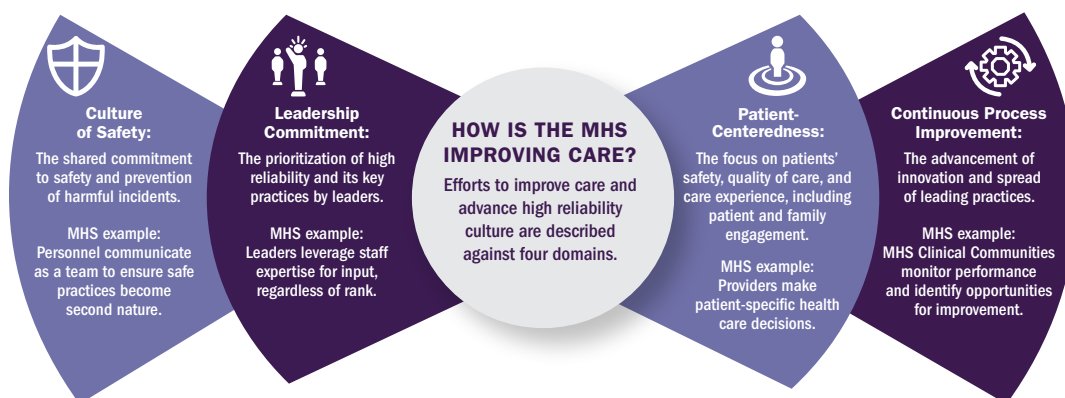 Culture
of Safety:
The shared commitment
to safety and prevention
of harmful incidents.
MHS example:
Personnel communicate
as a team to ensure safe
practices become
second nature.
Leadership
Commitment:
The prioritization of high
reliability and its key
practices by leaders.
MHS example:
Leaders leverage staff
expertise for input,
regardless of rank.
HOW IS THE MHS
IMPROVING CARE?
Efforts to improve care and
advance high reliability
culture are described
against four domains.
Patient-
Centeredness:
The focus on patients'
safety, quality of care, and
care experience, including
patient and family
engagement.
MHS example:
Providers make
patient-specific health
care decisions.
Continuous Process
Improvement:
The advancement of
innovation and spread
of leading practices.
MHS example:
MHS Clinical Communities
monitor performance
and identify opportunities
for improvement.